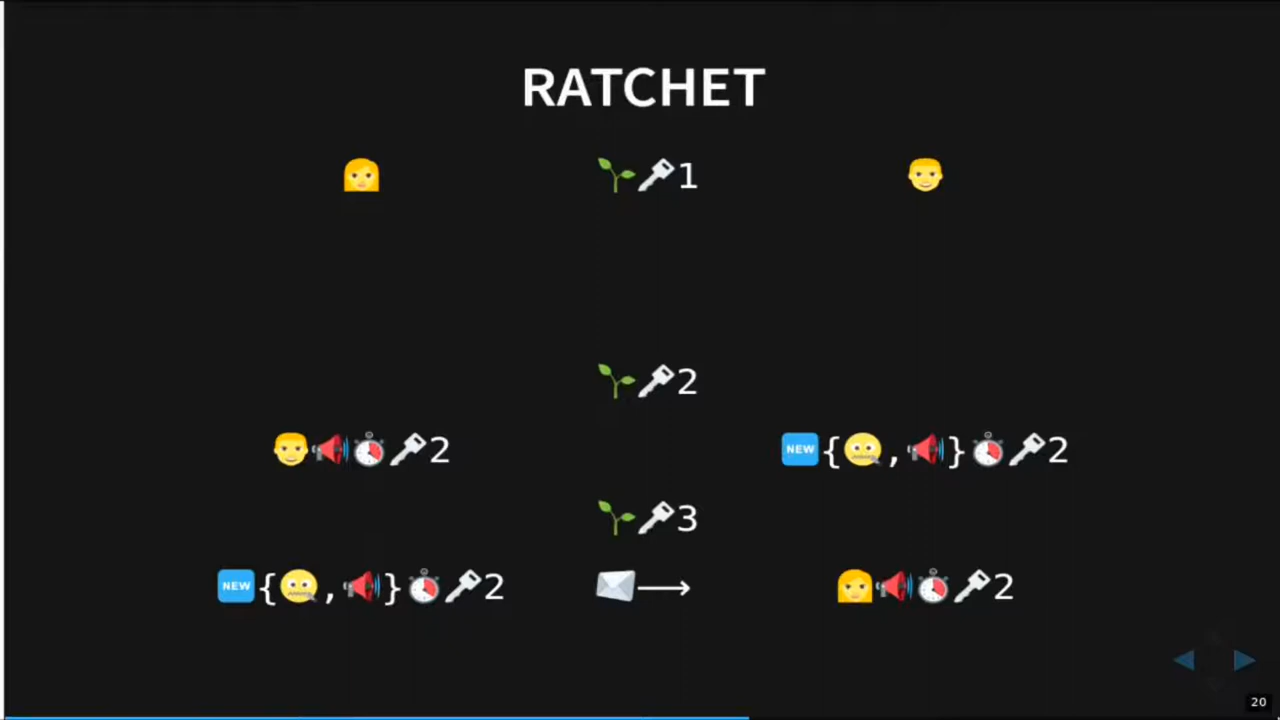 RATCHET
👩 🌱🔑1 👨
🌱🔑2
👨📣⏱🔑2 🆕{🤐,📣}⏱🔑2
🌱🔑3
🆕{🤐,📣}⏱🔑2 ✉⟶ 👩📣⏱🔑2
20